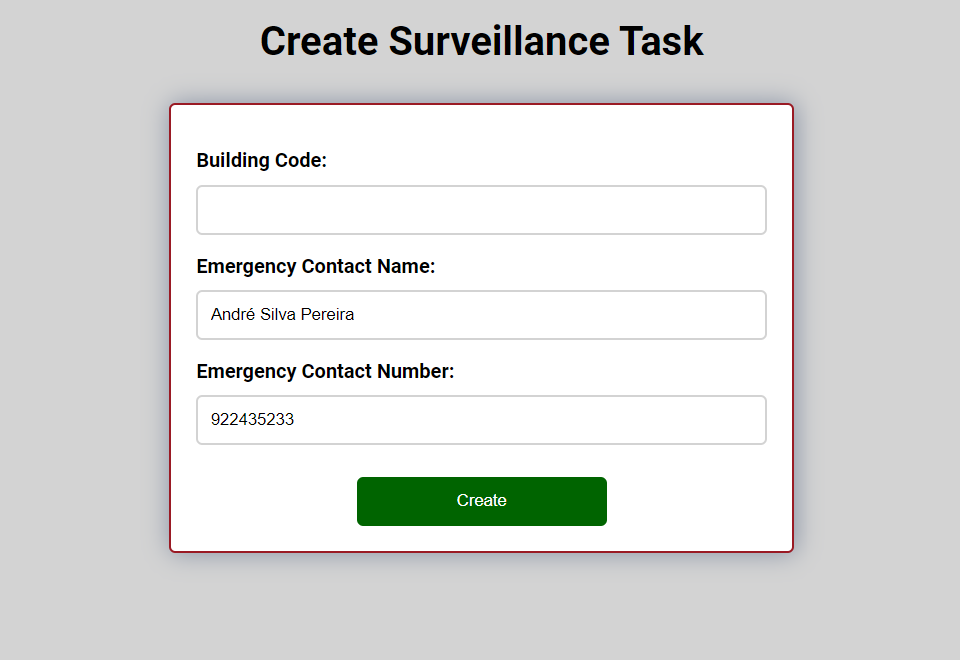 Create Surveillance Task
Building Code:
Emergency Contact Name:
André Silva Pereira
Emergency Contact Number:
922435233
Create